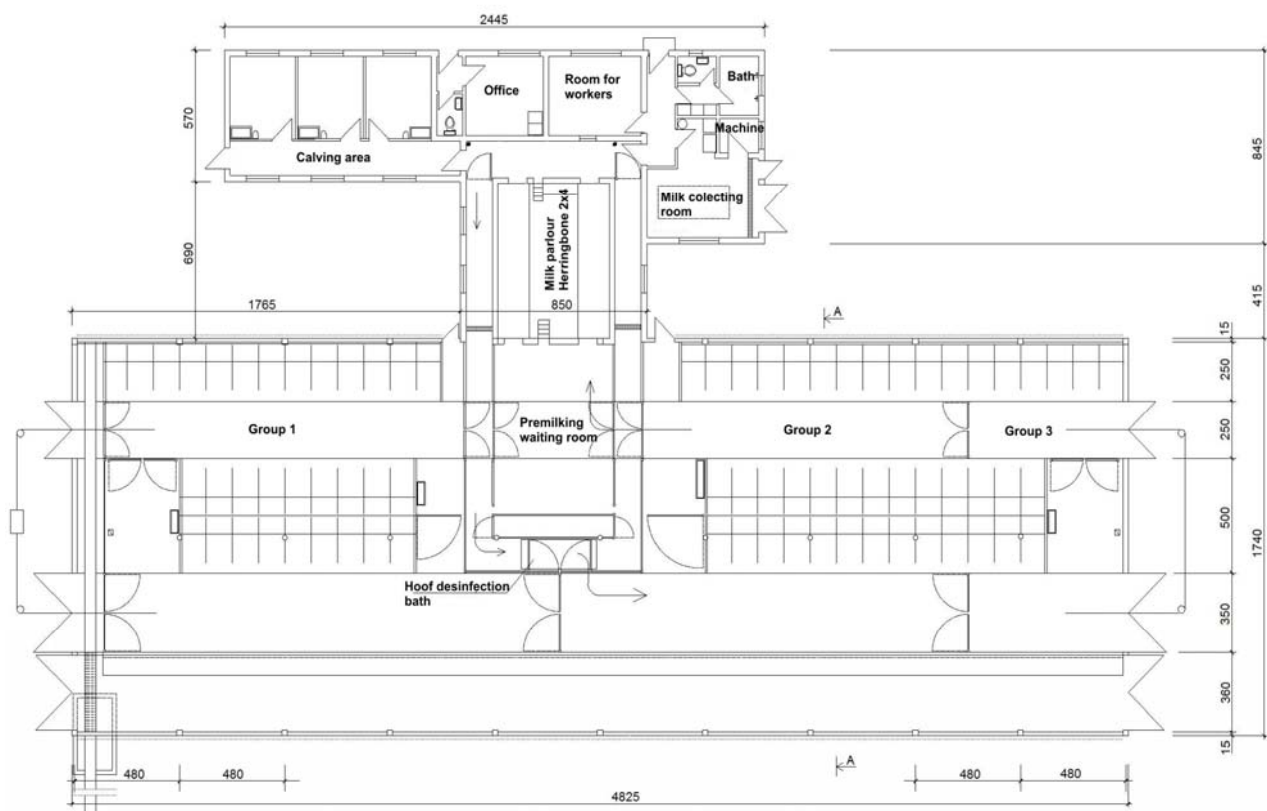 2445
570
690
1765
850
845
415
Office
Room for
workers
Bath
Machine
Calving area
Milk colecting
room
Milk parlour
Herringbone 2x4
A
15
250
250
500
350
360
15
1740
Group 1
Premilking
waiting room
Group 2
Group 3
Hoof desinfection
bath
A
480
480
480
480
4825